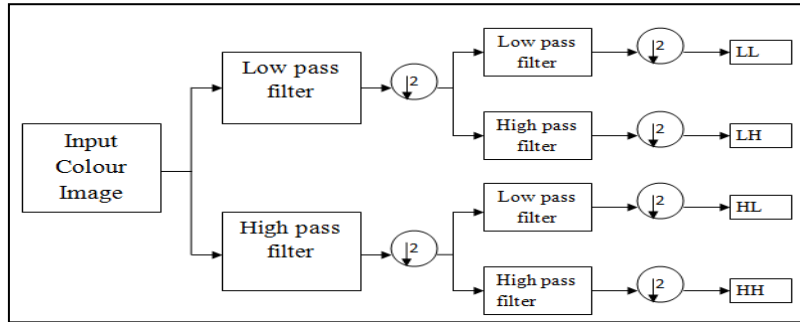 Input
Colour
Image
Low pass
filter
2
Low pass
filter
2
LL
High pass
filter
2
LH
High pass
filter
2
Low pass
filter
2
HL
High pass
filter
2
HH